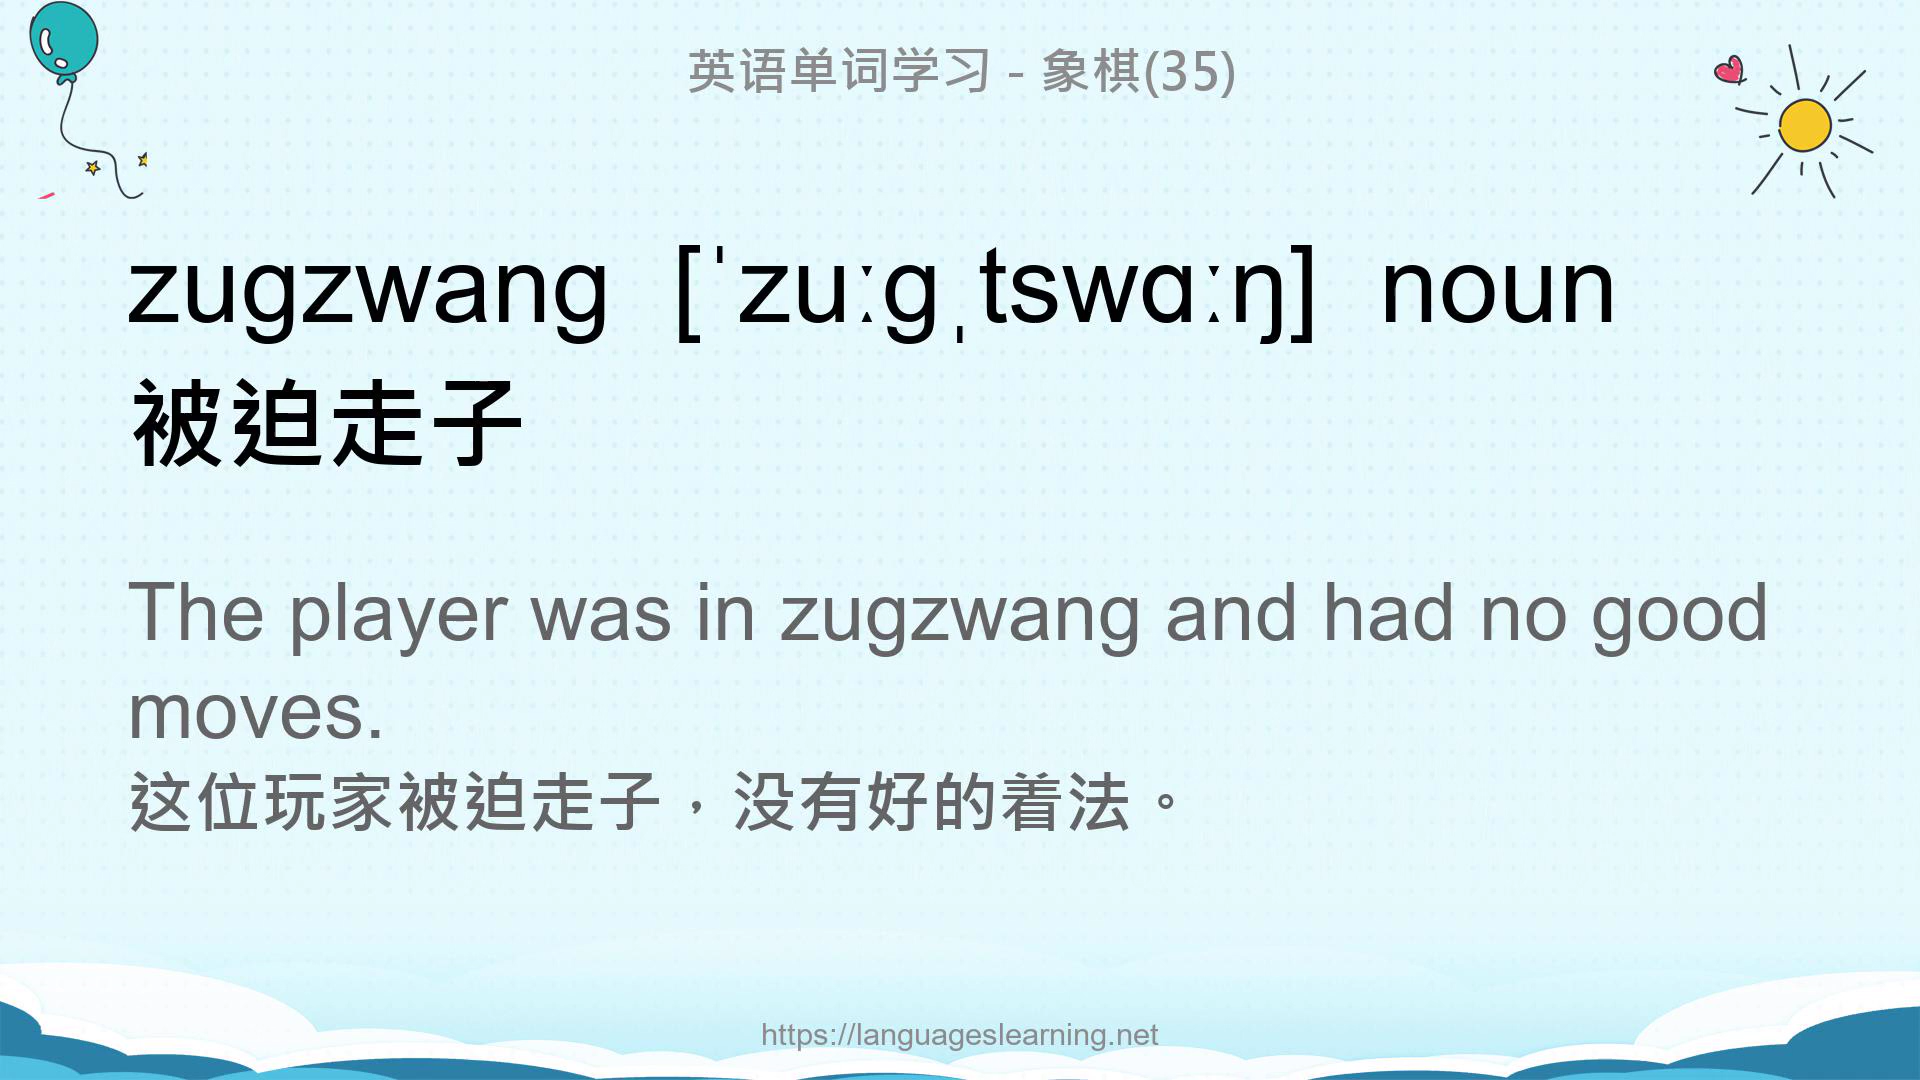 英语单词学习 - 象棋(35)
zugzwang [ˈzuːɡˌtswɑːŋ] noun
被迫走子
The player was in zugzwang and had no good
moves.
这位玩家被迫走子，没有好的着法。
https://languageslearning.net